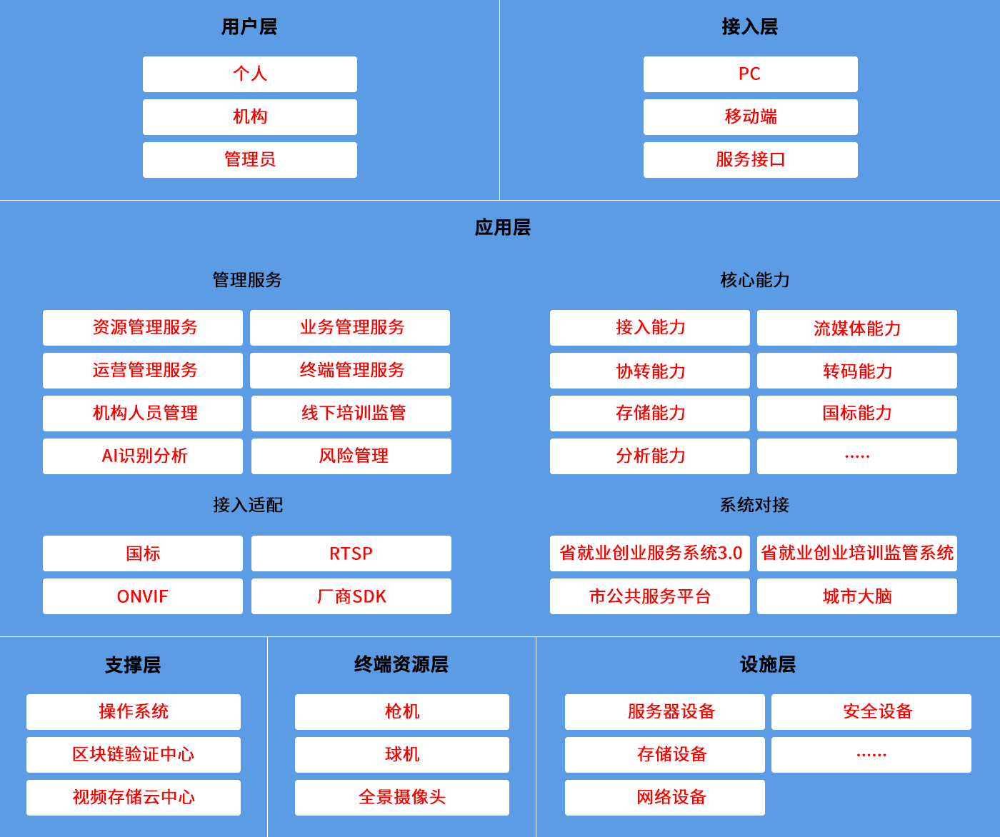 用户层
个人
机构
管理员
接入层
PC
移动端
服务接口
应用层
管理服务
资源管理服务
业务管理服务
运营管理服务
终端管理服务
机构人员管理
线下培训监管
AI识别分析
风险管理
核心能力
接入能力
流媒体能力
协转能力
转码能力
存储能力
国标能力
分析能力
·····
接入适配
国标
RTSP
ONVIF
厂商SDK
系统对接
省就业创业服务系统3.0
省就业创业培训监管系统
市公共服务平台
城市大脑
支撑层
操作系统
区块链验证中心
视频存储云中心
终端资源层
枪机
球机
全景摄像头
设施层
服务器设备
安全设备
存储设备
······
网络设备